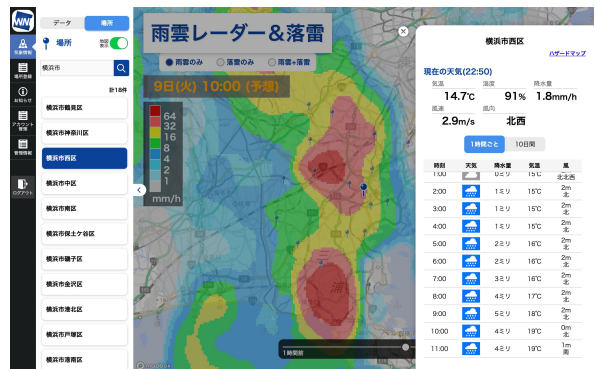 WN
気象情報
場所登録
お知らせ
アカウント
管理
管理情報
ログアウト
データ
場所
場所
地図
表示
横浜市
計18件
横浜市鶴見区
横浜市神奈川区
横浜市西区
横浜市中区
横浜市南区
横浜市保土ケ谷区
横浜市磯子区
横浜市金沢区
横浜市港北区
横浜市戸塚区
横浜市港南区
雨雲レーダー&落雷
雨雲のみ
落雷のみ
雨雲+落雷
9日(火) 10:00 (予想)
64
32
16
8
4
2
1
mm/h
1時間前
横浜市西区
ハザードマップ
現在の天気(22:50)
気温
湿度
降水量
14.7℃
91%
1.8mm/h
風速
風向
2.9m/s
北西
1時間ごと
10日間
時刻 天気 降水量 気温 風
1:00 0ミリ 15℃ 北北西
2:00 1ミリ 15℃ 2m 北
3:00 1ミリ 15℃ 2m 北
4:00 1ミリ 15℃ 2m 北
5:00 2ミリ 16℃ 2m 北
6:00 2ミリ 16℃ 2m 北
7:00 3ミリ 16℃ 2m 北
8:00 4ミリ 17℃ 2m 北
9:00 5ミリ 18℃ 2m 北
10:00 4ミリ 19℃ 0m 北
11:00 4ミリ 19℃ 1m 南